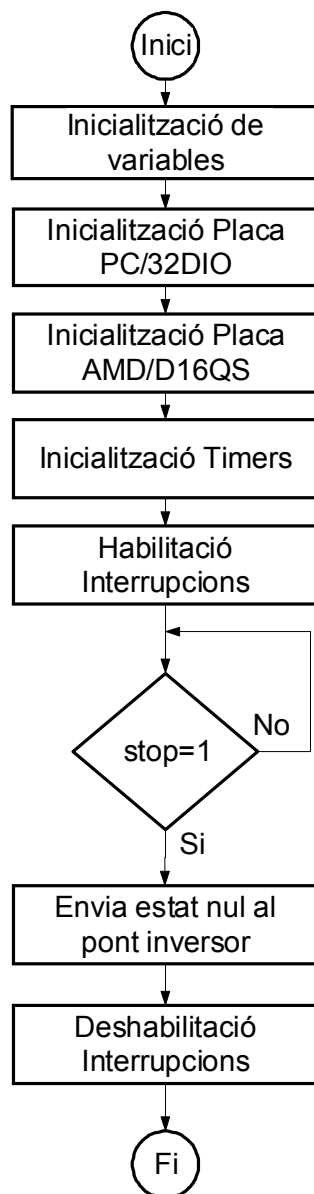 Inici
Inicialització de
variables
Inicialització Placa
PC/32DIO
Inicialització Placa
AMD/D16QS
Inicialització Timers
Habilitació
Interrupcions
No
stop=1
Si
Envia estat nul al
pont inversor
Deshabilitació
Interrupcions
Fi